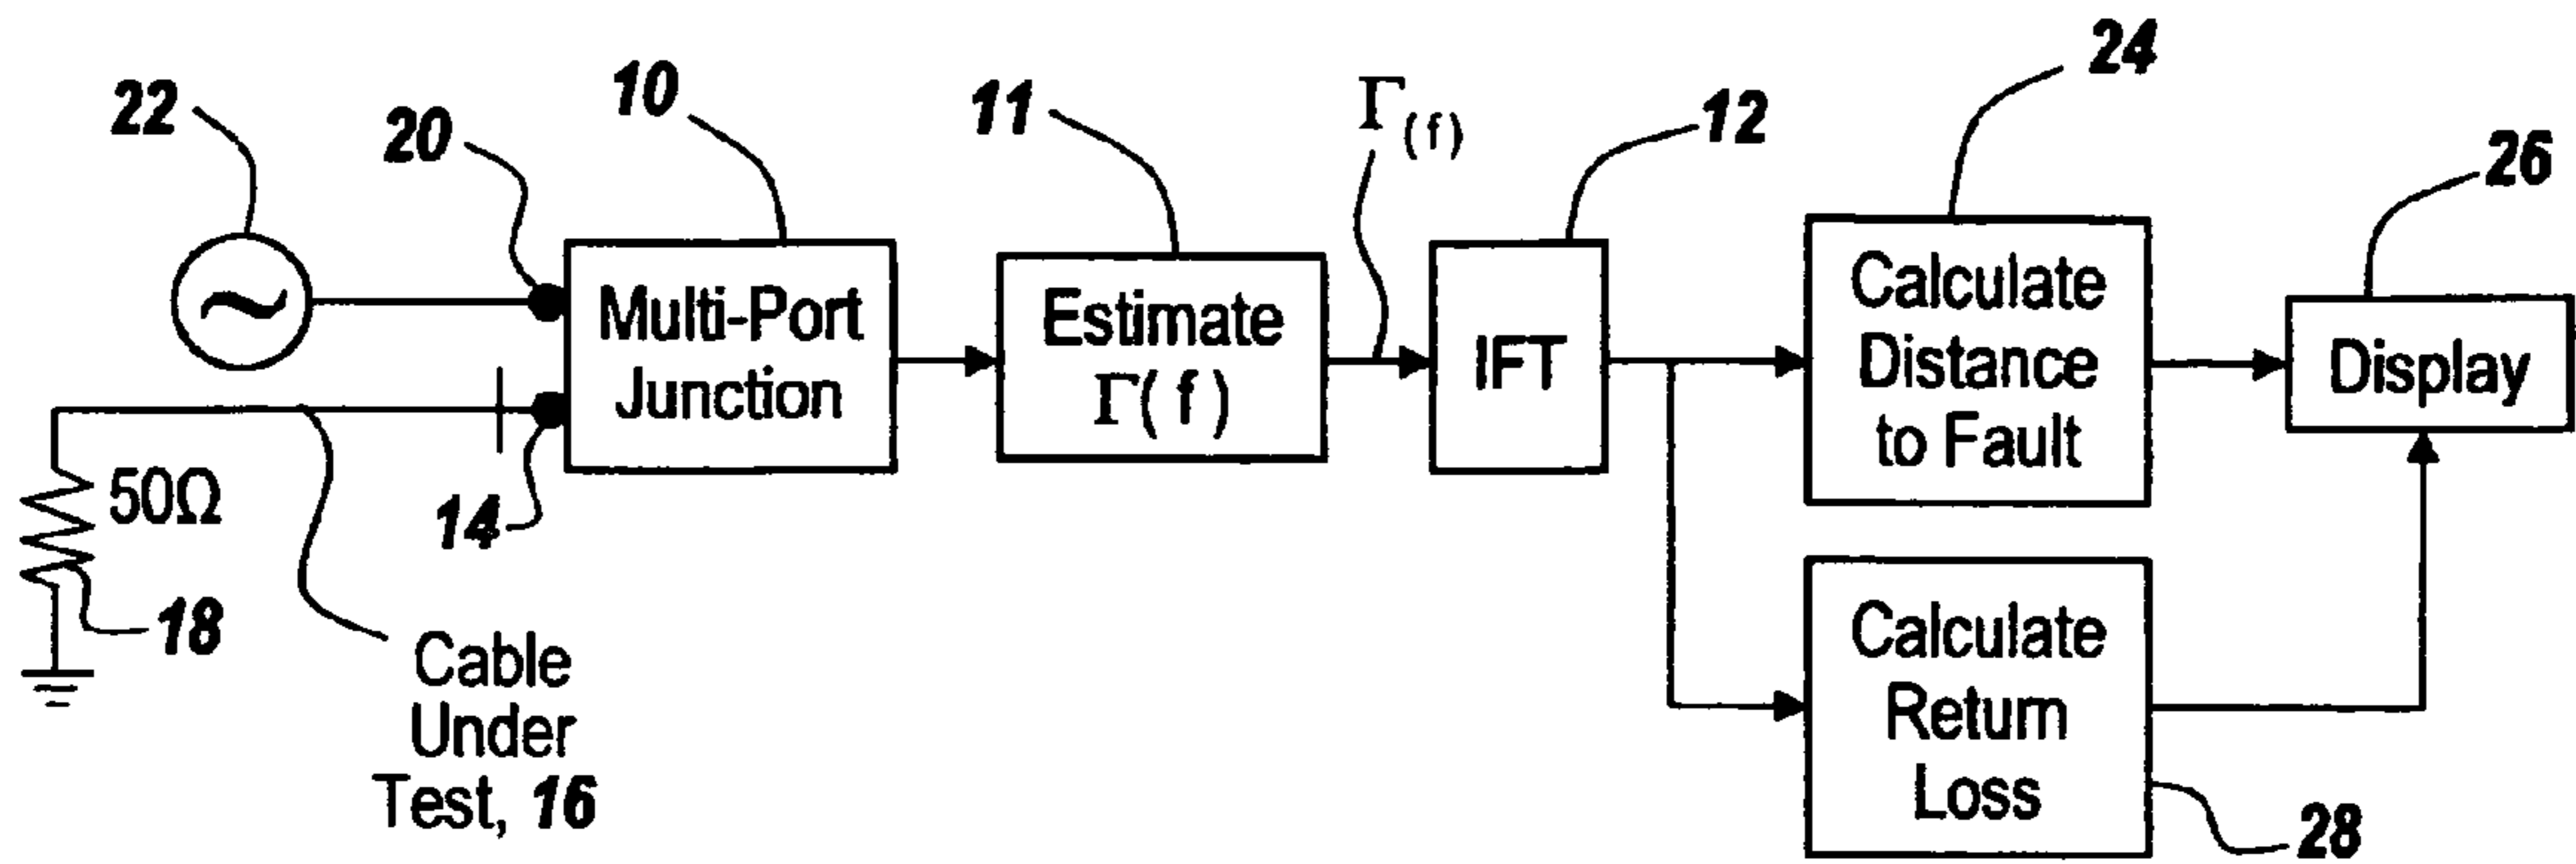 22
20
10
11
Γ(f)
12
24
26
Multi-Port
Junction
Estimate
Γ( f )
IFT
Calculate
Distance
to Fault
Display
50Ω
14
18
Cable
Under
Test, 16
Calculate
Return
Loss
28